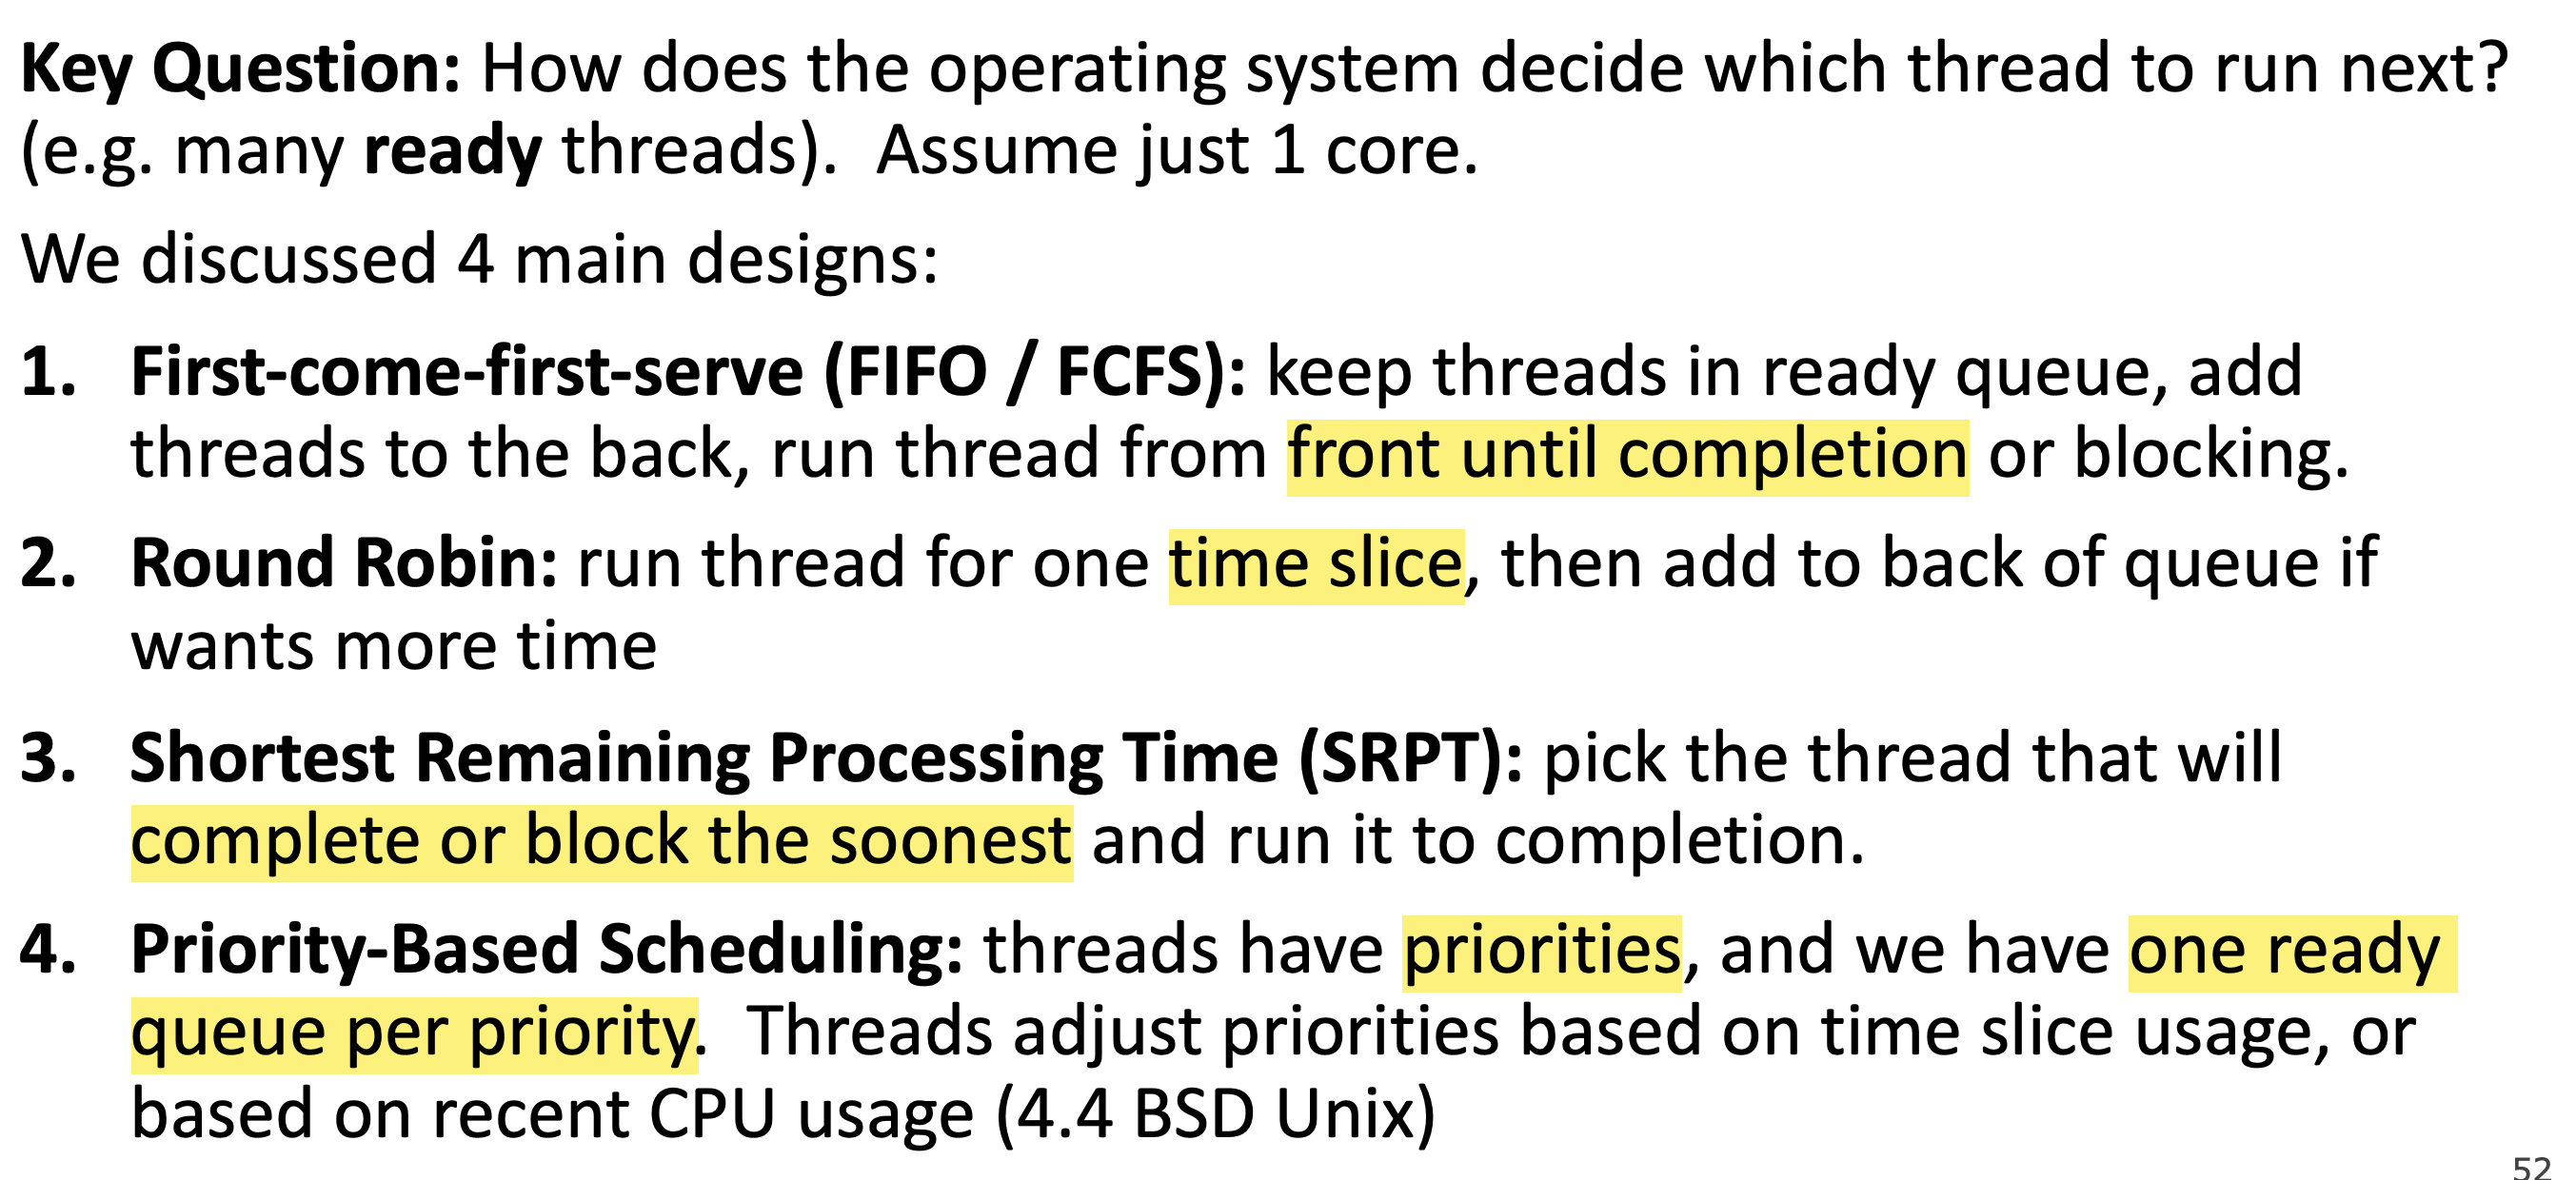 Key Question: How does the operating system decide which thread to run next?
(e.g. many ready threads).  Assume just 1 core.
We discussed 4 main designs:
1. First-come-first-serve (FIFO / FCFS): keep threads in ready queue, add
threads to the back, run thread from front until completion or blocking.
2. Round Robin: run thread for one time slice, then add to back of queue if
wants more time
3. Shortest Remaining Processing Time (SRPT): pick the thread that will
complete or block the soonest and run it to completion.
4. Priority-Based Scheduling: threads have priorities, and we have one ready
queue per priority.  Threads adjust priorities based on time slice usage, or
based on recent CPU usage (4.4 BSD Unix)
52